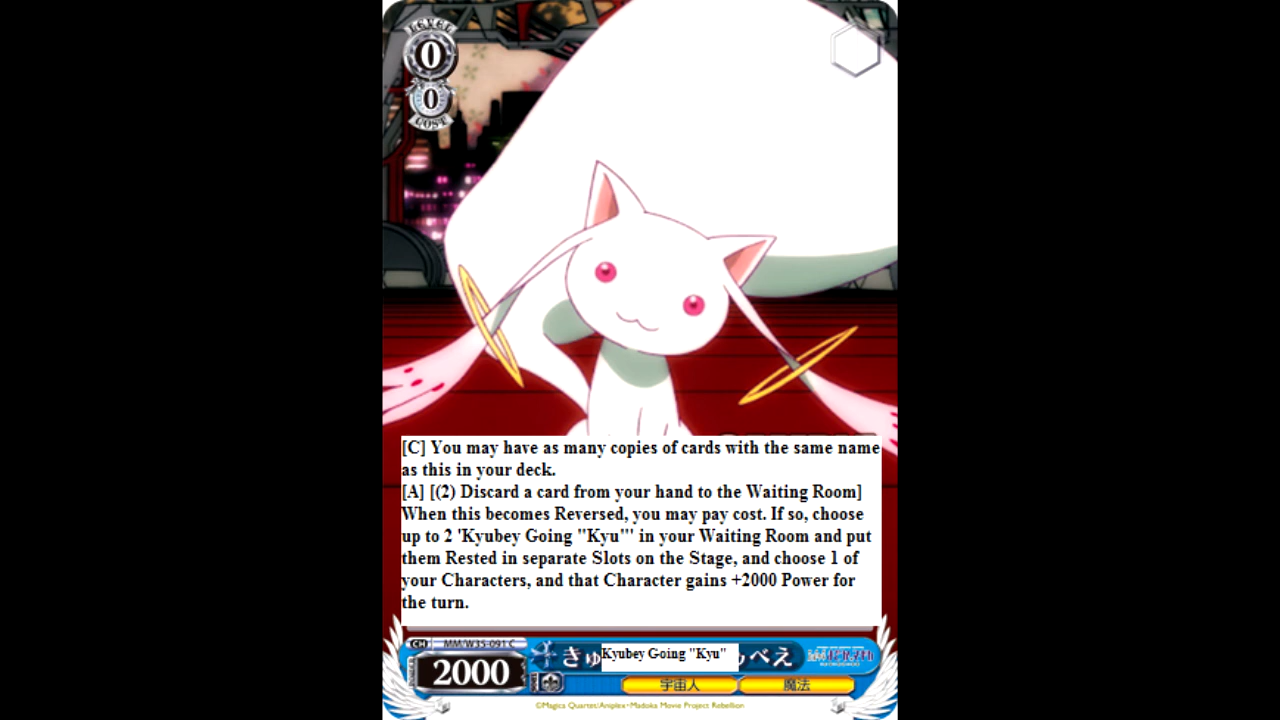 LEVEL
0
0
COST
[C] You may have as many copies of cards with the same name
as this in your deck.
[A] [(2) Discard a card from your hand to the Waiting Room]
When this becomes Reversed, you may pay cost. If so, choose
up to 2 'Kyubey Going "Kyu"' in your Waiting Room and put
them Rested in separate Slots on the Stage, and choose 1 of
your Characters, and that Character gains +2000 Power for
the turn.
CH MM/W35-091 C
2000
きゅ
Kyubey Going "Kyu"
べえ
宇宙人
魔法
©Magica Quartet/Aniplex・Madoka Movie Project Rebellion